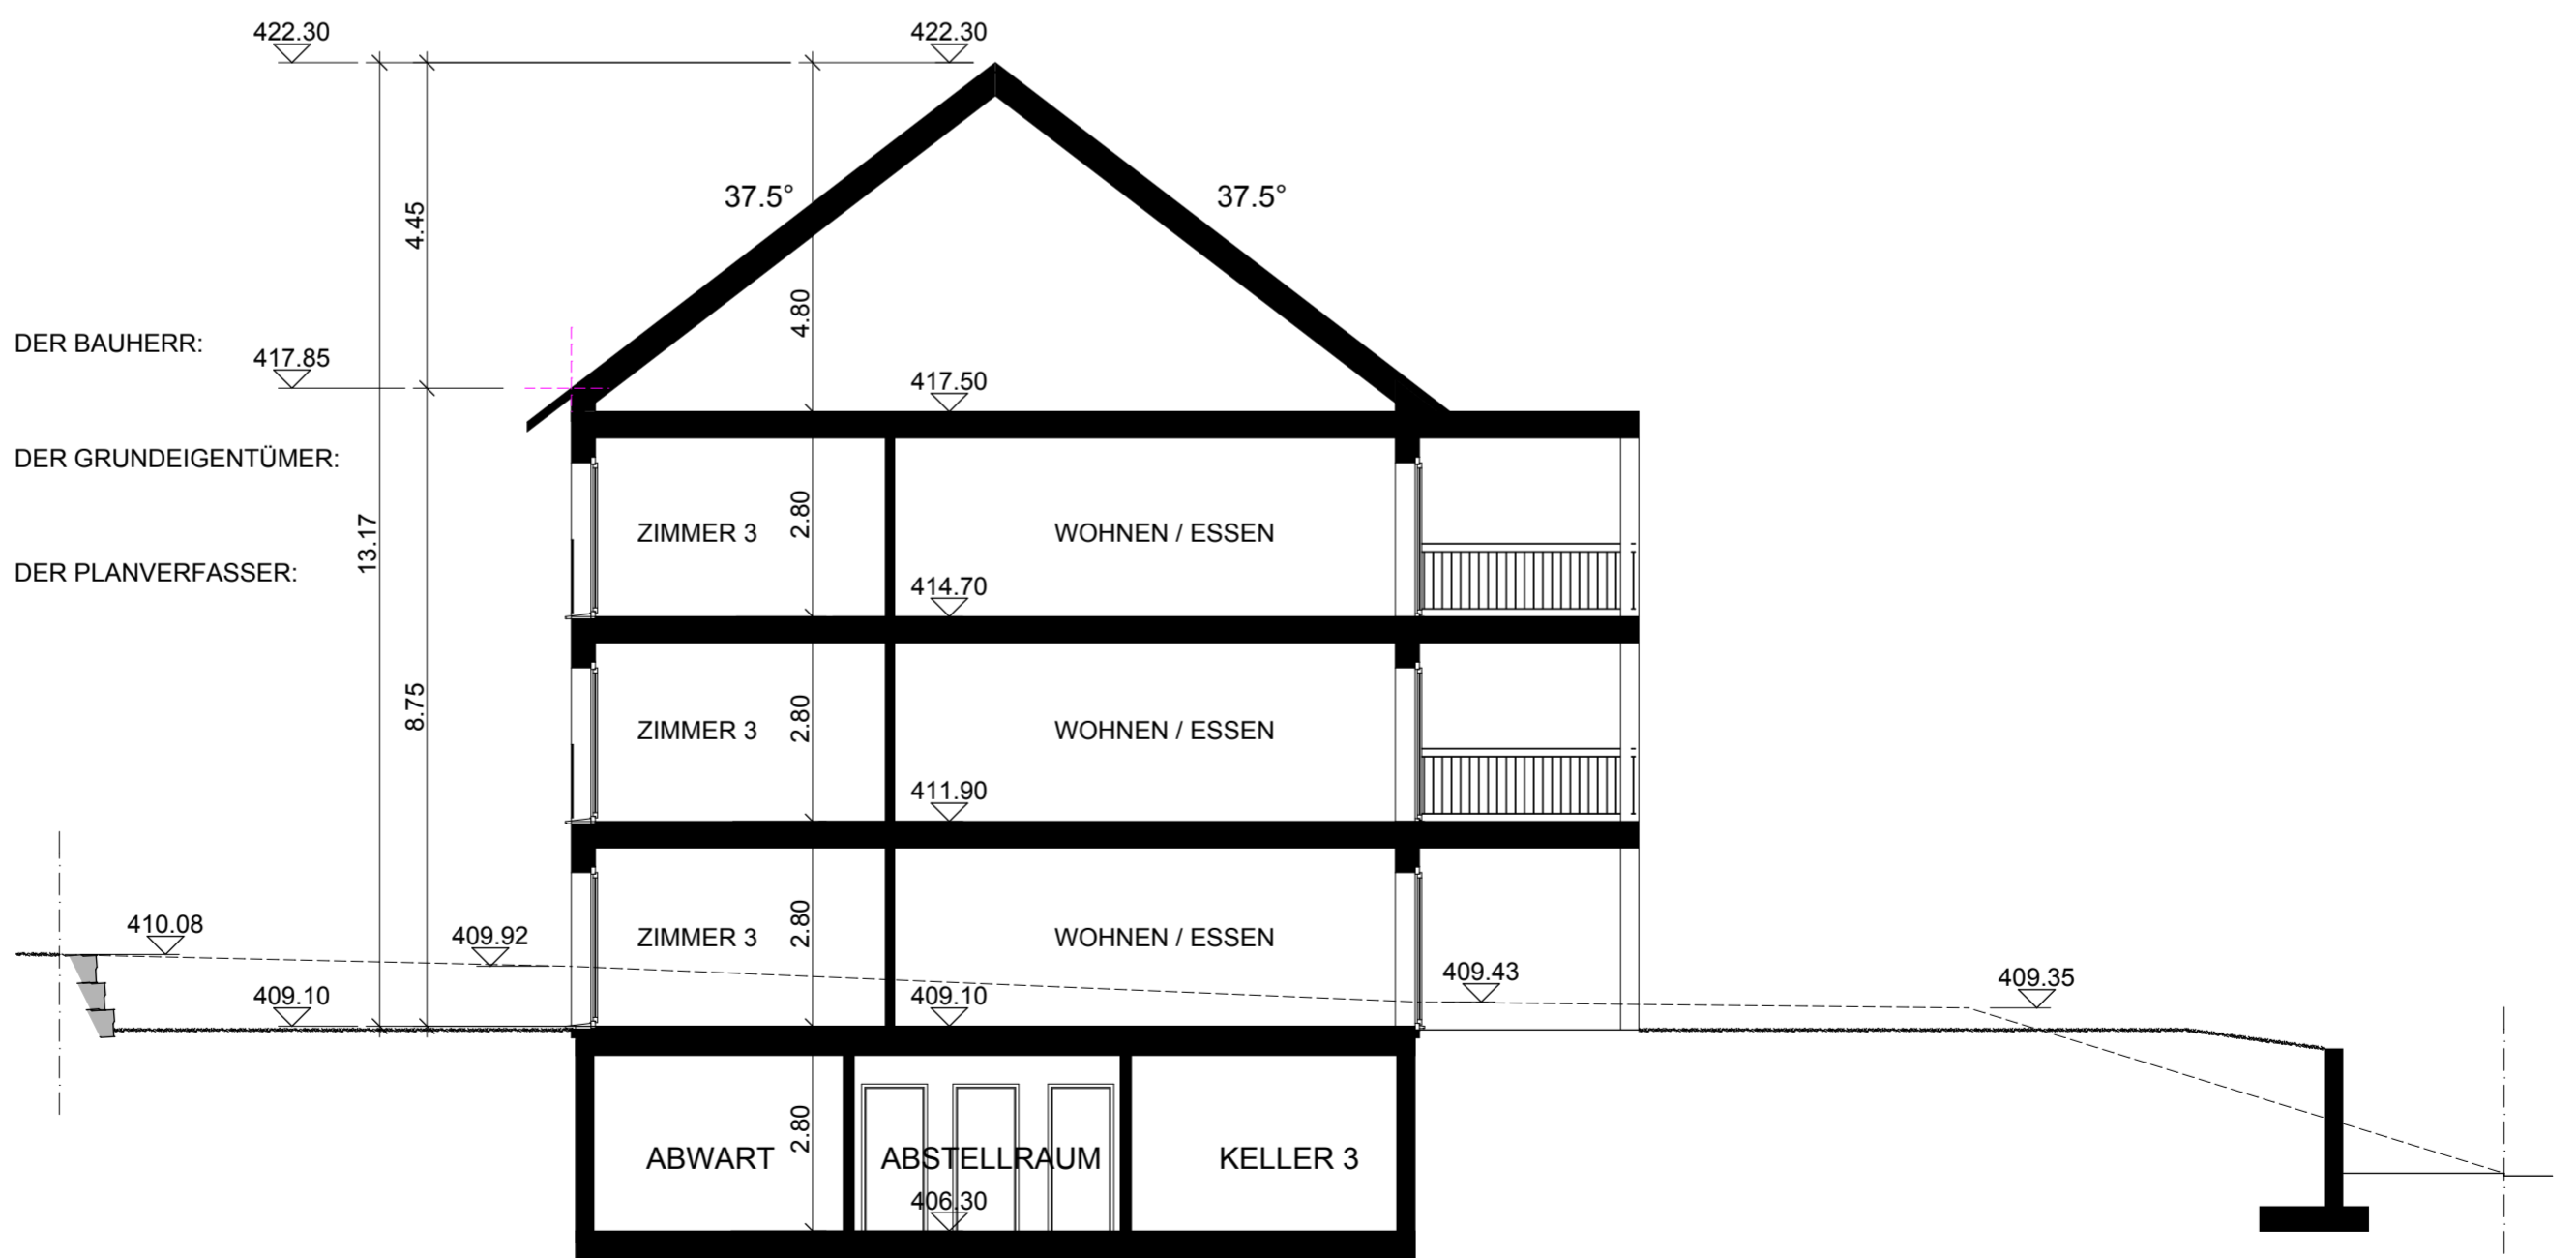 422.30
422.30
37.5°
37.5°
4.45
4.80
DER BAUHERR:
417.85
417.50
DER GRUNDEIGENTÜMER:
13.17
2.80
ZIMMER 3
WOHNEN / ESSEN
DER PLANVERFASSER:
414.70
8.75
2.80
ZIMMER 3
WOHNEN / ESSEN
411.90
410.08
409.92
2.80
ZIMMER 3
WOHNEN / ESSEN
409.43
409.35
409.10
409.10
2.80
ABWART
ABSTELLRAUM
KELLER 3
406.30